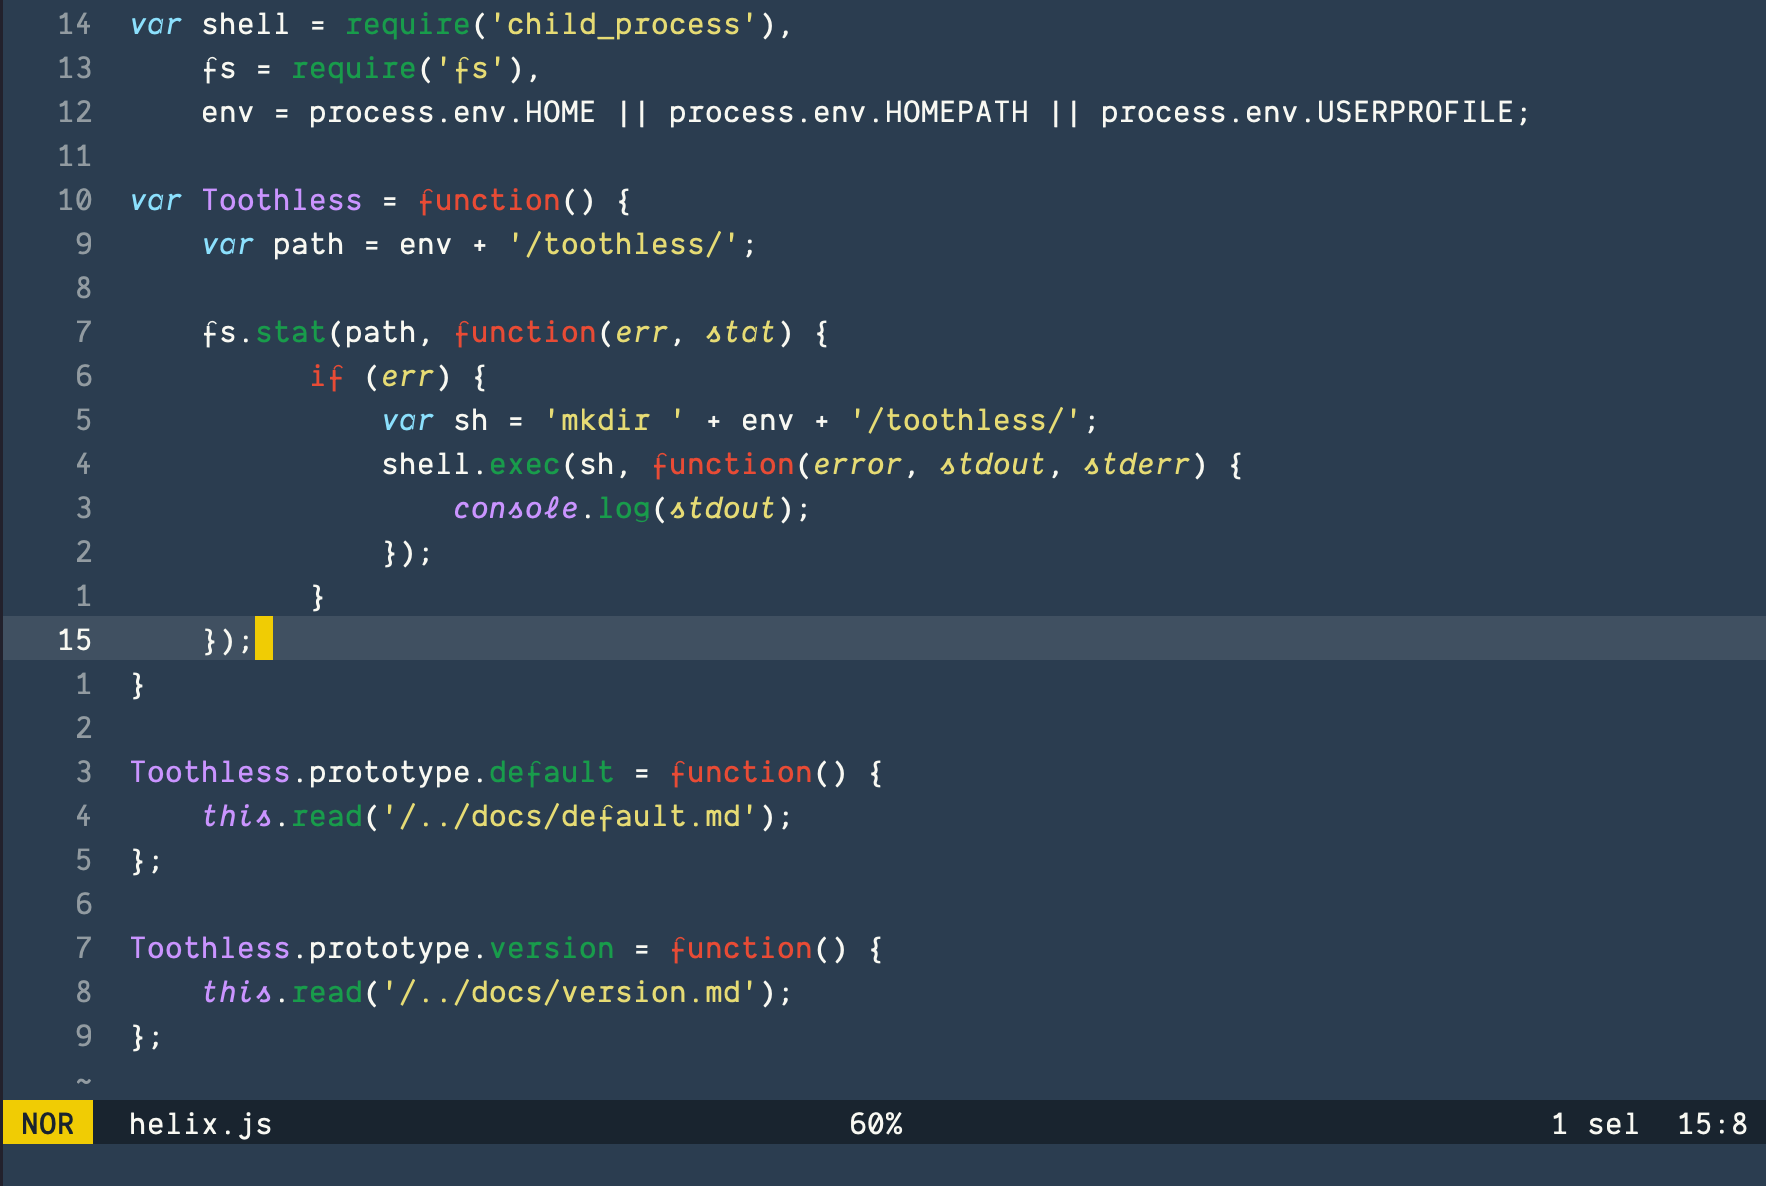 14 var shell = require('child_process'),
13     fs = require('fs'),
12     env = process.env.HOME || process.env.HOMEPATH || process.env.USERPROFILE;
11
10 var Toothless = function() {
9     var path = env + '/toothless/';
8
7     fs.stat(path, function(err, stat) {
6           if (err) {
5               var sh = 'mkdir ' + env + '/toothless/';
4               shell.exec(sh, function(error, stdout, stderr) {
3                   console.log(stdout);
2               });
1           }
15     });
1 }
2
3 Toothless.prototype.default = function() {
4     this.read('/../docs/default.md');
5 };
6
7 Toothless.prototype.version = function() {
8     this.read('/../docs/version.md');
9 };
~
NOR helix.js 60% 1 sel 15:8